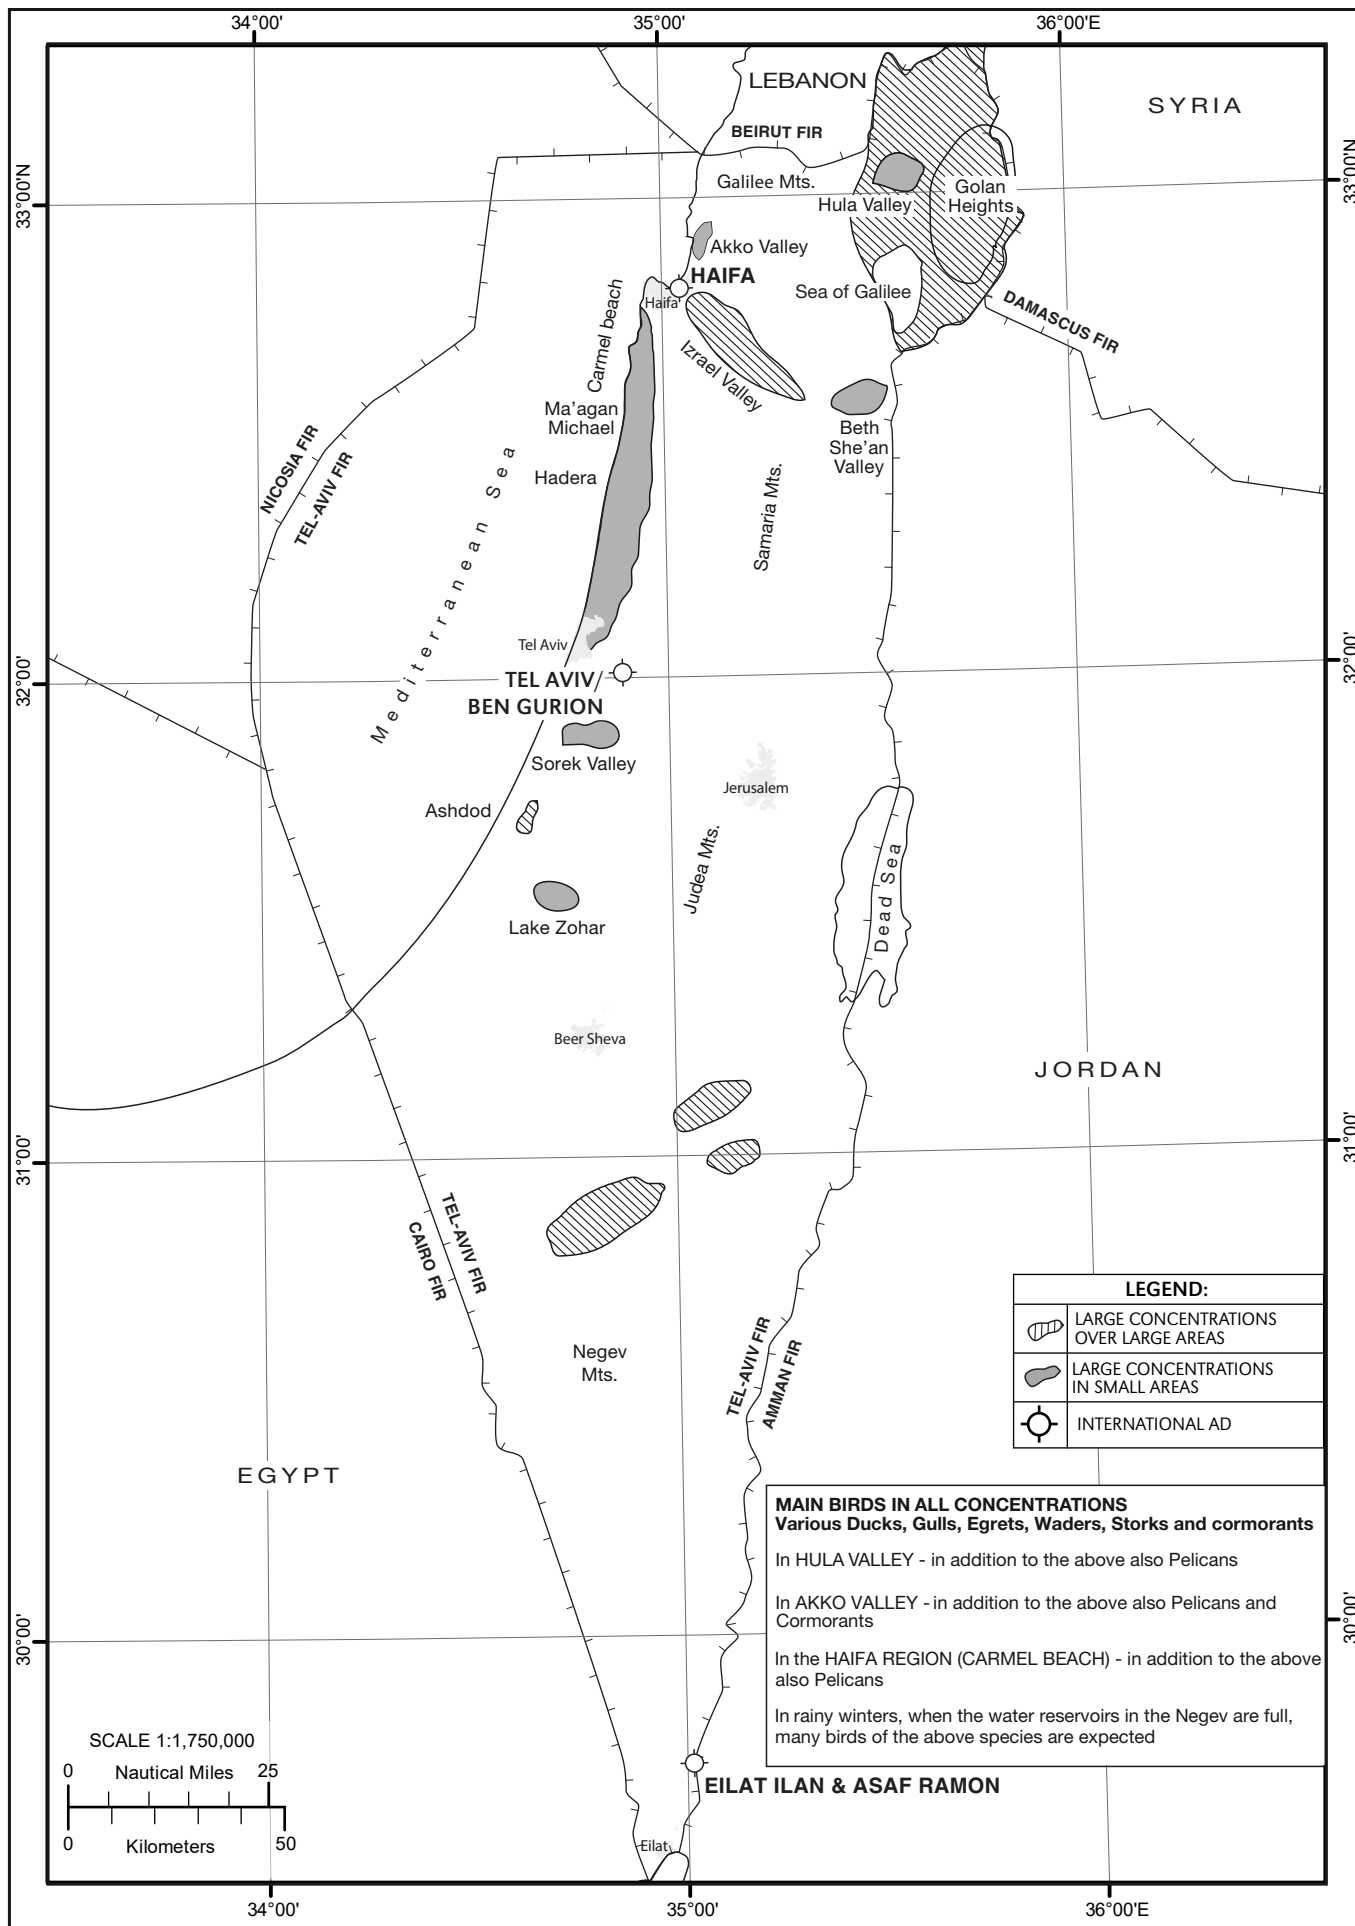 34°00'
35°00'
36°00'E
LEBANON
SYRIA
BEIRUT FIR
Galilee Mts.
33°00'N
33°00'N
Hula Valley
Golan
Heights
Akko Valley
HAIFA
Haifa
Sea of Galilee
DAMASCUS FIR
Carmel beach
Izrael Valley
Ma'agan
Michael
Beth
She'an
Valley
Hadera
NICOSIA FIR
TEL-AVIV FIR
Mediterranean Sea
Samaria Mts.
Tel Aviv
32°00'
32°00'
TEL AVIV/
BEN GURION
Sorek Valley
Jerusalem
Ashdod
Judea Mts.
Dead Sea
Lake Zohar
Beer Sheva
JORDAN
31°00'
31°00'
TEL-AVIV FIR
CAIRO FIR
LEGEND:
LARGE CONCENTRATIONS
OVER LARGE AREAS
LARGE CONCENTRATIONS
IN SMALL AREAS
INTERNATIONAL AD
Negev
Mts.
TEL-AVIV FIR
AMMAN FIR
EGYPT
MAIN BIRDS IN ALL CONCENTRATIONS
Various Ducks, Gulls, Egrets, Waders, Storks and cormorants
In HULA VALLEY - in addition to the above also Pelicans
In AKKO VALLEY - in addition to the above also Pelicans and
Cormorants
In the HAIFA REGION (CARMEL BEACH) - in addition to the above
also Pelicans
In rainy winters, when the water reservoirs in the Negev are full,
many birds of the above species are expected
30°00'
30°00'
SCALE 1:1,750,000
0 Nautical Miles 25
0 Kilometers 50
EILAT ILAN & ASAF RAMON
Eilat
34°00'
35°00'
36°00'E